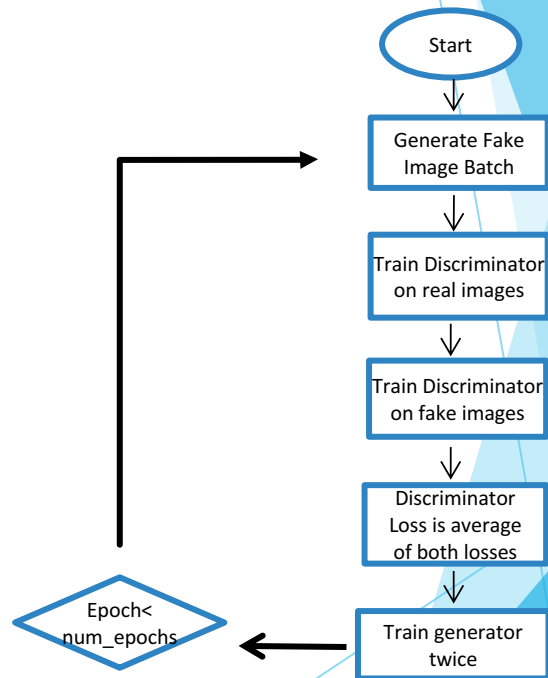 Start
Generate Fake
Image Batch
Train Discriminator
on real images
Train Discriminator
on fake images
Discriminator
Loss is average
of both losses
Train generator
twice
Epoch<
num_epochs